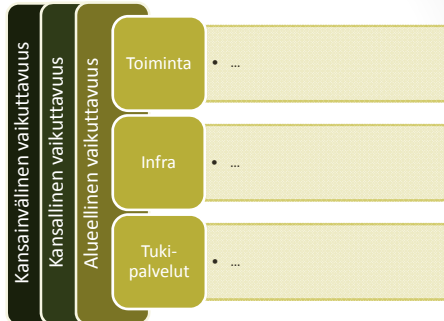 Kansainvälinen vaikuttavuus
Kansallinen vaikuttavuus
Alueellinen vaikuttavuus
Toiminta
• ...
Infra
• ...
Tuki-
palvelut
• ...